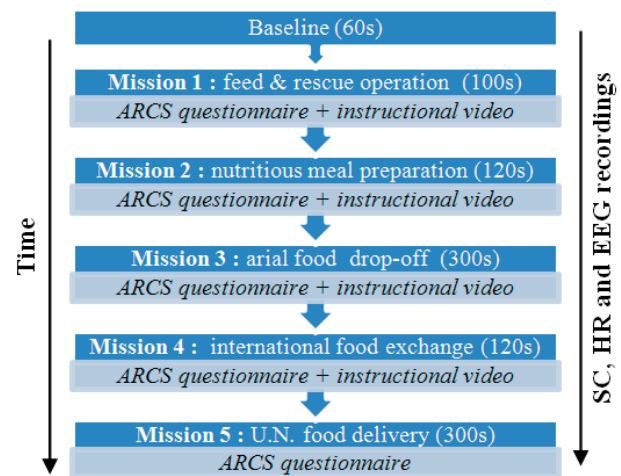 Baseline (60s)
Mission 1 : feed & rescue operation (100s)
ARCS questionnaire + instructional video
Mission 2 : nutritious meal preparation (120s)
ARCS questionnaire + instructional video
Mission 3 : arial food drop-off (300s)
ARCS questionnaire + instructional video
Mission 4 : international food exchange (120s)
ARCS questionnaire + instructional video
Mission 5 : U.N. food delivery (300s)
ARCS questionnaire
Time
SC, HR and EEG recordings